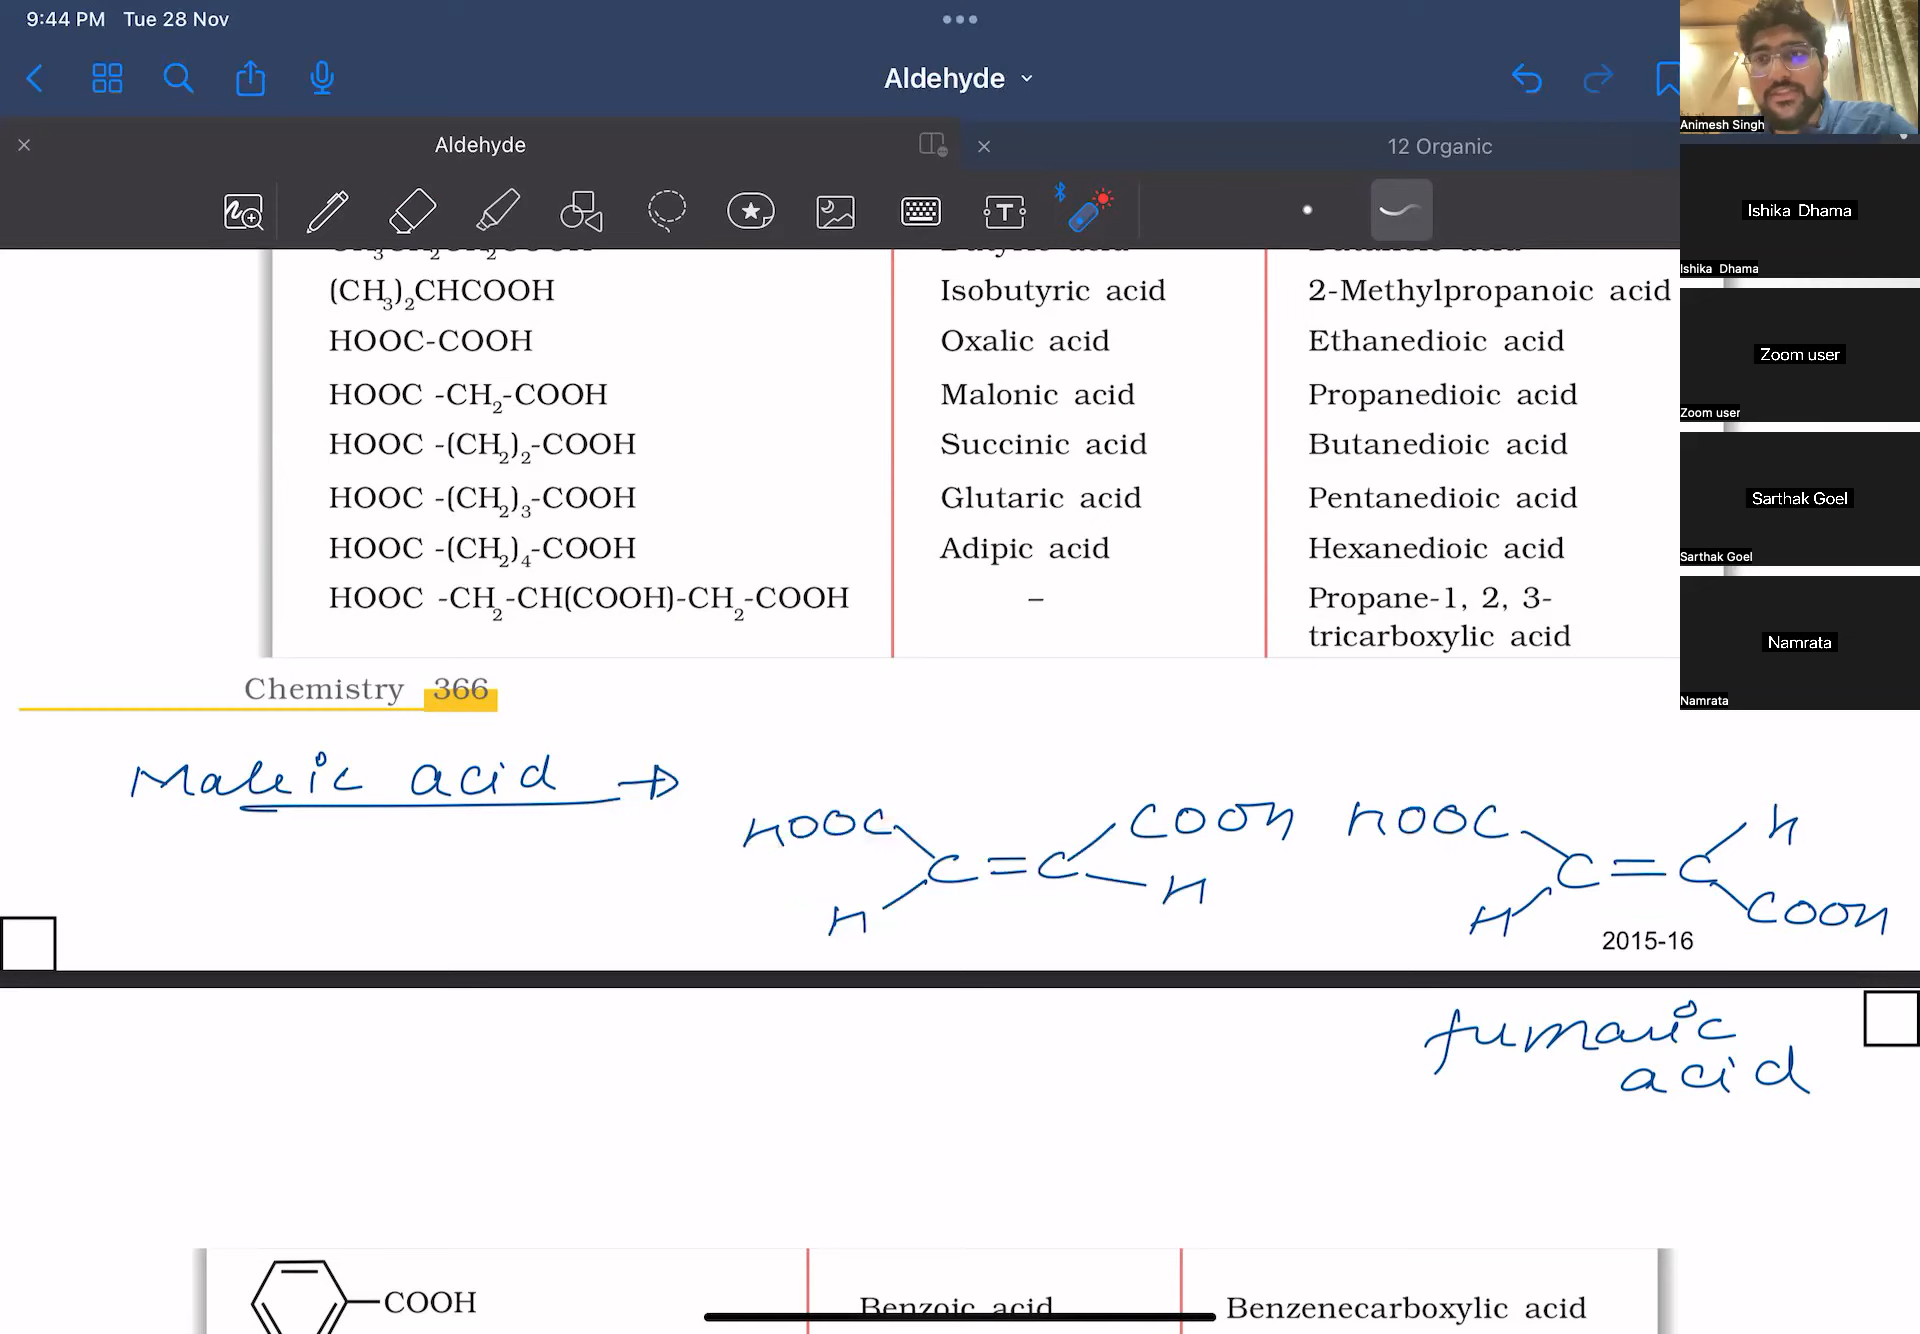 9:44 PM Tue 28 Nov
Aldehyde
Aldehyde
12 Organic
Animesh Singh
Ishika Dhama
Ishika Dhama
Zoom user
Zoom user
Sarthak Goel
Sarthak Goel
Namrata
Namrata
(CH3)2CHCOOH Isobutyric acid 2-Methylpropanoic acid
HOOC-COOH Oxalic acid Ethanedioic acid
HOOC -CH2-COOH Malonic acid Propanedioic acid
HOOC -(CH2)2-COOH Succinic acid Butanedioic acid
HOOC -(CH2)3-COOH Glutaric acid Pentanedioic acid
HOOC -(CH2)4-COOH Adipic acid Hexanedioic acid
HOOC -CH2-CH(COOH)-CH2-COOH – Propane-1, 2, 3-
tricarboxylic acid
Chemistry 366
Maleic acid →
HOOC COOH HOOC H
C=C C=C
H H H COOH
2015-16
fumaric
acid
COOH Benzoic acid Benzenecarboxylic acid